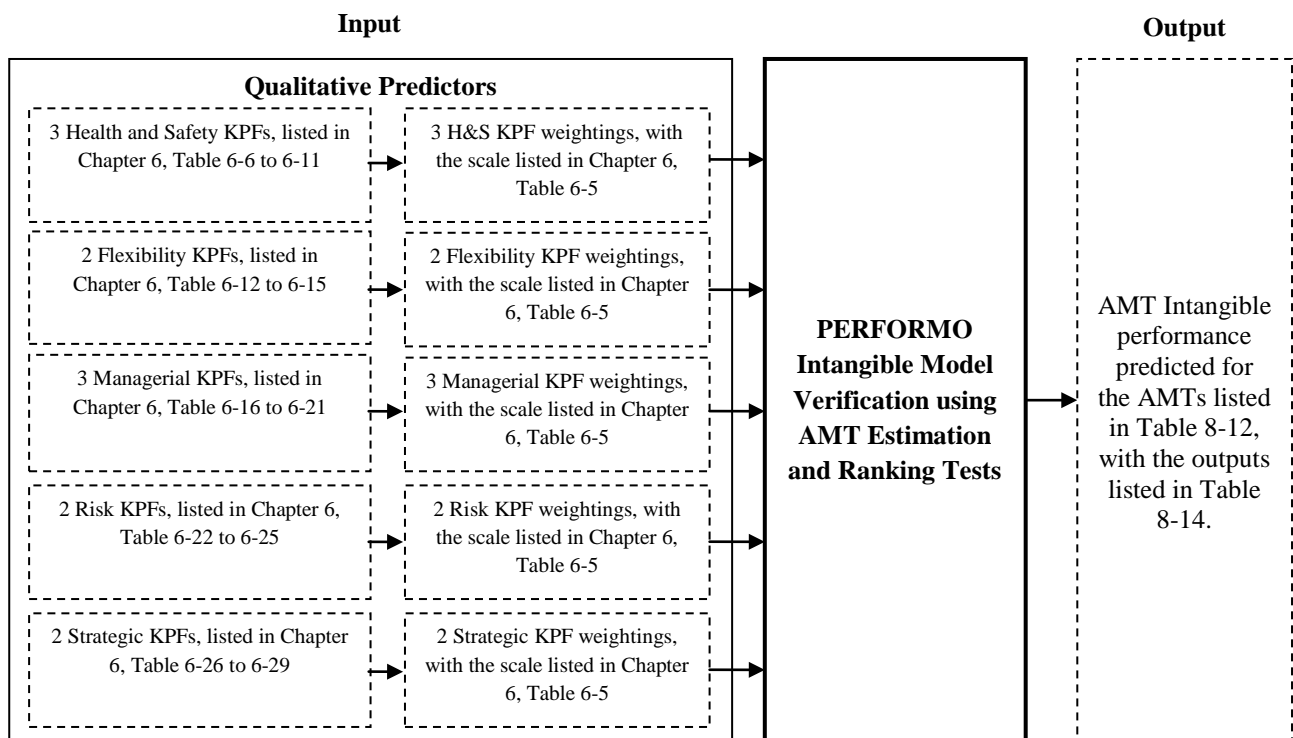 Input
Output
Qualitative Predictors
3 Health and Safety KPFs, listed in
Chapter 6, Table 6-6 to 6-11
3 H&S KPF weightings, with
the scale listed in Chapter 6,
Table 6-5
2 Flexibility KPFs, listed in
Chapter 6, Table 6-12 to 6-15
2 Flexibility KPF weightings,
with the scale listed in Chapter
6, Table 6-5
3 Managerial KPFs, listed in
Chapter 6, Table 6-16 to 6-21
3 Managerial KPF weightings,
with the scale listed in Chapter
6, Table 6-5
2 Risk KPFs, listed in Chapter 6,
Table 6-22 to 6-25
2 Risk KPF weightings, with
the scale listed in Chapter 6,
Table 6-5
2 Strategic KPFs, listed in Chapter
6, Table 6-26 to 6-29
2 Strategic KPF weightings,
with the scale listed in Chapter
6, Table 6-5
PERFORMO
Intangible Model
Verification using
AMT Estimation
and Ranking Tests
AMT Intangible
performance
predicted for
the AMTs listed
in Table 8-12,
with the outputs
listed in Table
8-14.